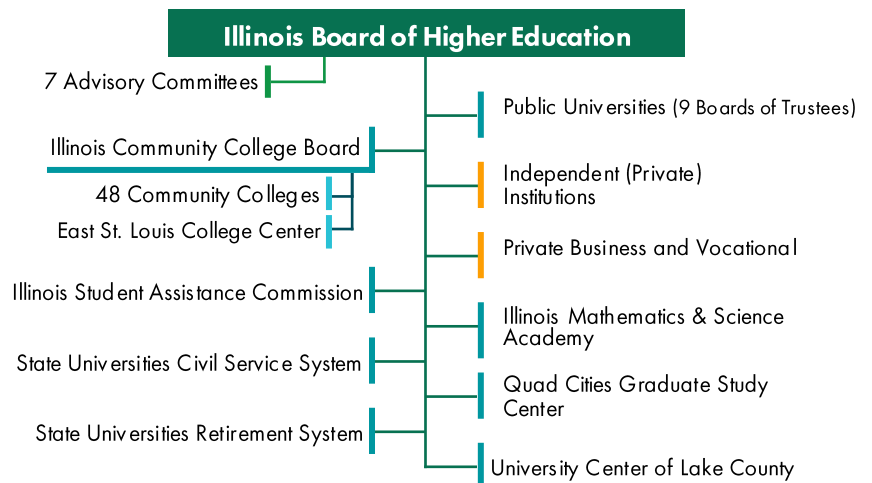 Illinois Board of Higher Education
7 Advisory Committees
Illinois Community College Board
48 Community Colleges
East St. Louis College Center
Illinois Student Assistance Commission
State Universities Civil Service System
State Universities Retirement System
Public Universities (9 Boards of Trustees)
Independent (Private)
Institutions
Private Business and Vocational
Illinois Mathematics & Science
Academy
Quad Cities Graduate Study
Center
University Center of Lake County